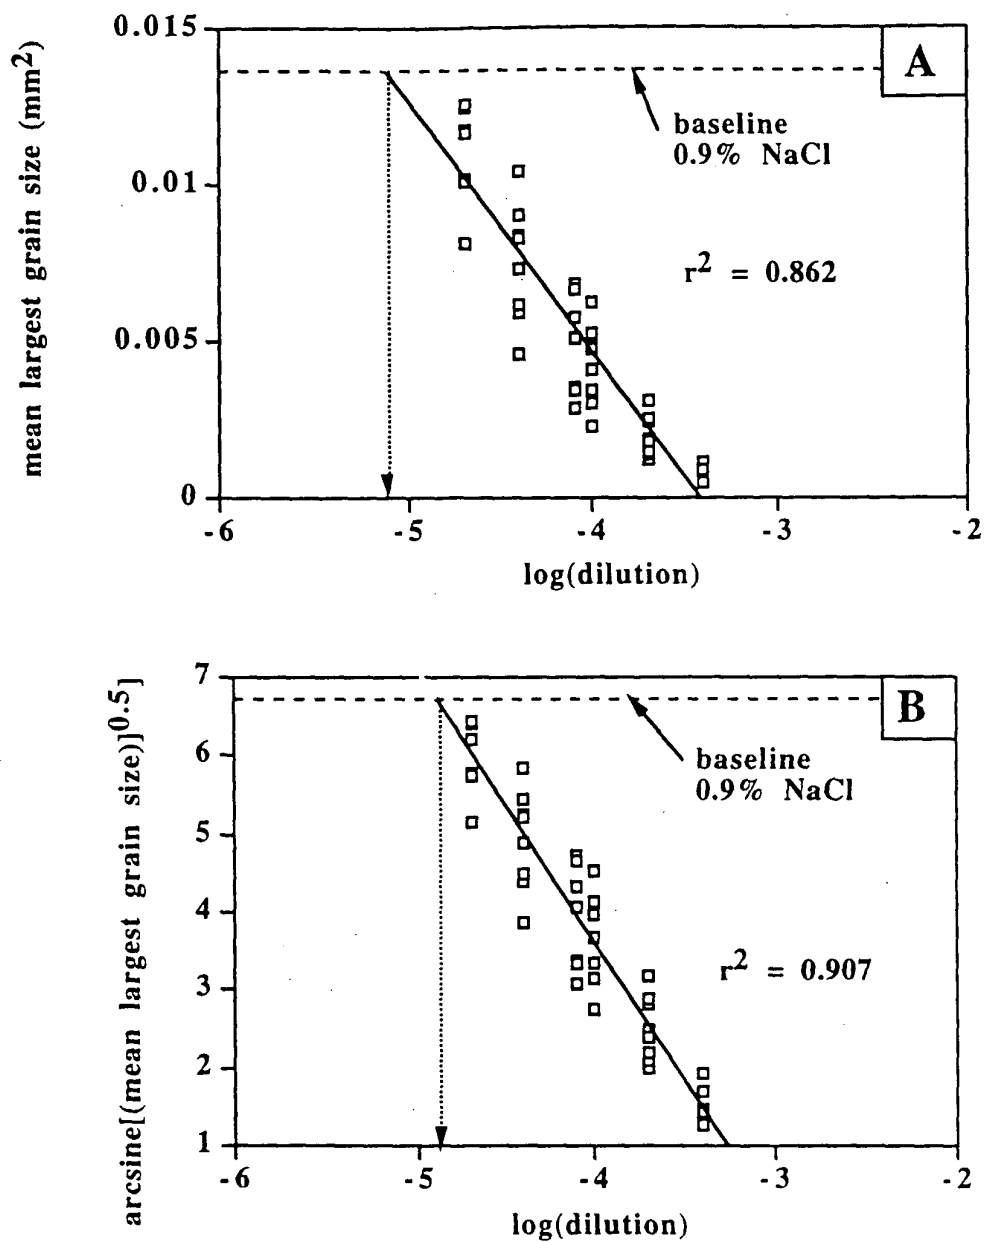 0.015
0.01
0.005
0
mean largest grain size (mm2)
A
baseline
0.9% NaCl
r2 = 0.862
-6 -5 -4 -3 -2
log(dilution)
7
6
5
4
3
2
1
arcsine[(mean largest grain size)]0.5]
B
baseline
0.9% NaCl
r2 = 0.907
-6 -5 -4 -3 -2
log(dilution)